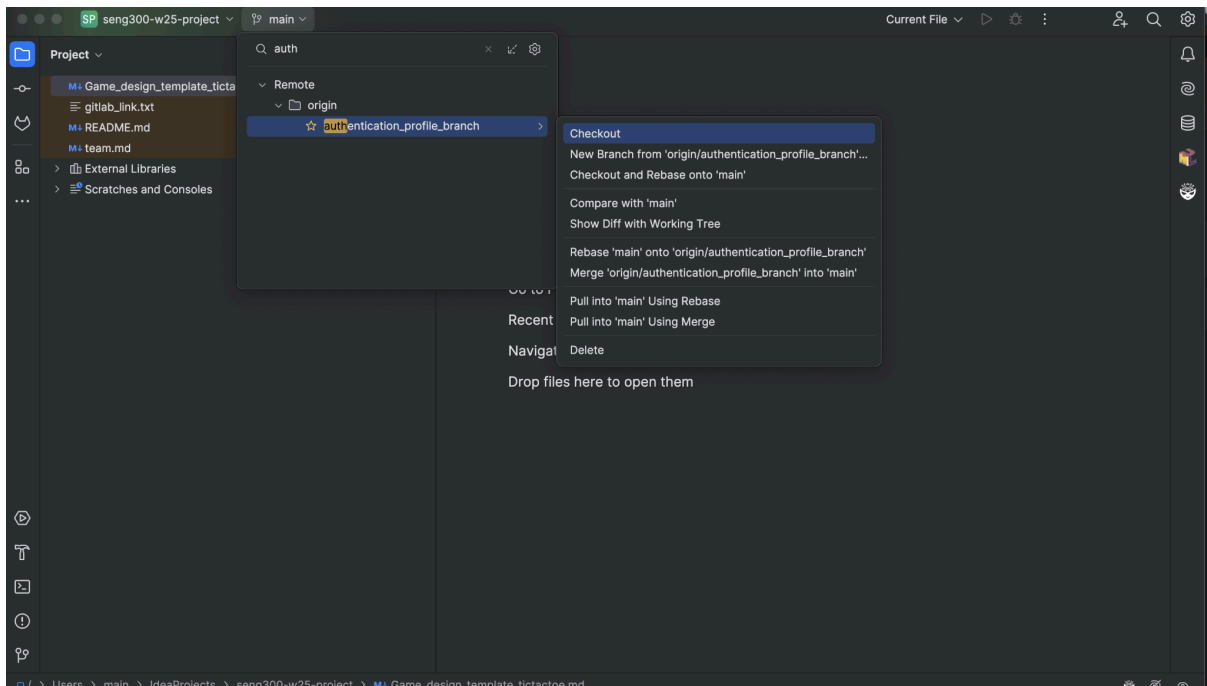 SP seng300-w25-project
main
Current File
Project
auth
Remote
origin
authentication_profile_branch
M↓ Game_design_template_ticta
gitlab_link.txt
M↓ README.md
M↓ team.md
External Libraries
Scratches and Consoles
Checkout
New Branch from 'origin/authentication_profile_branch'...
Checkout and Rebase onto 'main'
Compare with 'main'
Show Diff with Working Tree
Rebase 'main' onto 'origin/authentication_profile_branch'
Merge 'origin/authentication_profile_branch' into 'main'
Pull into 'main' Using Rebase
Pull into 'main' Using Merge
Delete
Recent
Navigat
Drop files here to open them
/ > Users > main > IdeaProjects > seng300-w25-project > M↓ Game_design_template_tictactoe.md